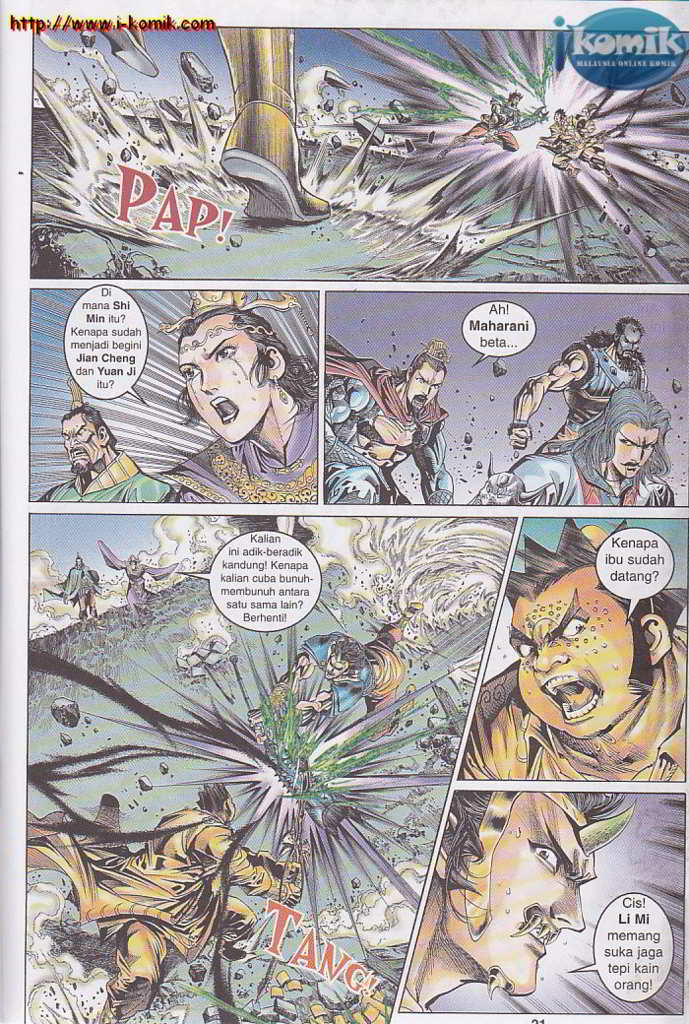 http://www.i-komik.com
ikomik
MALAYSIA ONLINE KOMIK
PAP!
Di
mana Shi
Min itu?
Kenapa sudah
menjadi begini
Jian Cheng
dan
Yuan Ji
itu?
Ah!
Maharani
beta...
Kalian
ini adik-beradik
kandung! Kenapa
kalian cuba bunuh-
membunuh antara
satu sama lain?
Berhenti!
Kenapa
ibu sudah
datang?
TANG!
Cis!
Li Mi
memang
suka jaga
tepi kain
orang!
21